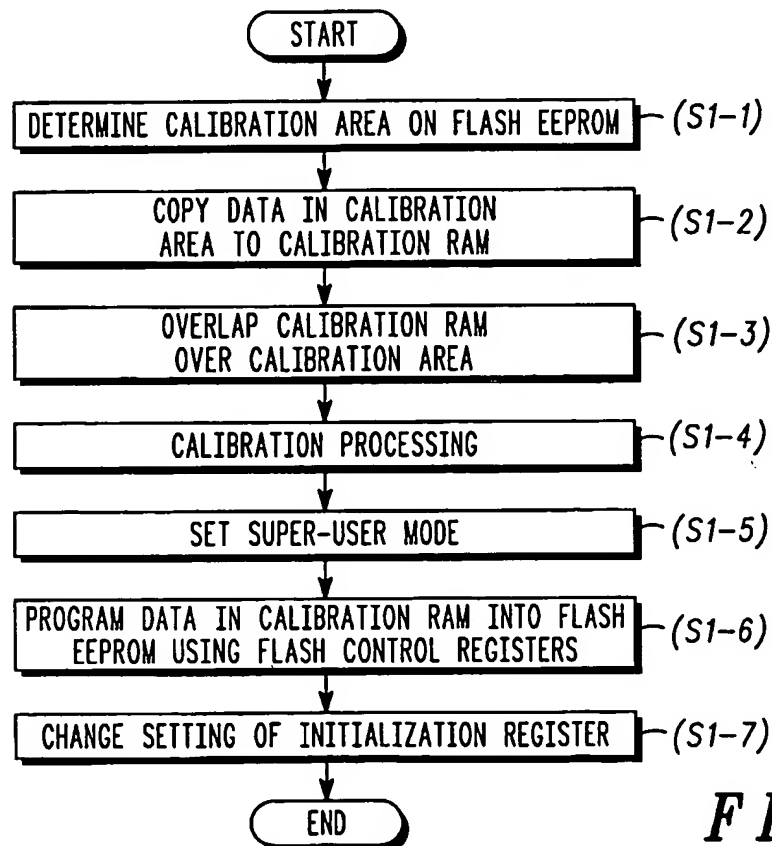 START
DETERMINE CALIBRATION AREA ON FLASH EEPROM (S1-1)
COPY DATA IN CALIBRATION
AREA TO CALIBRATION RAM (S1-2)
OVERLAP CALIBRATION RAM
OVER CALIBRATION AREA (S1-3)
CALIBRATION PROCESSING (S1-4)
SET SUPER-USER MODE (S1-5)
PROGRAM DATA IN CALIBRATION RAM INTO FLASH
EEPROM USING FLASH CONTROL REGISTERS (S1-6)
CHANGE SETTING OF INITIALIZATION REGISTER (S1-7)
END